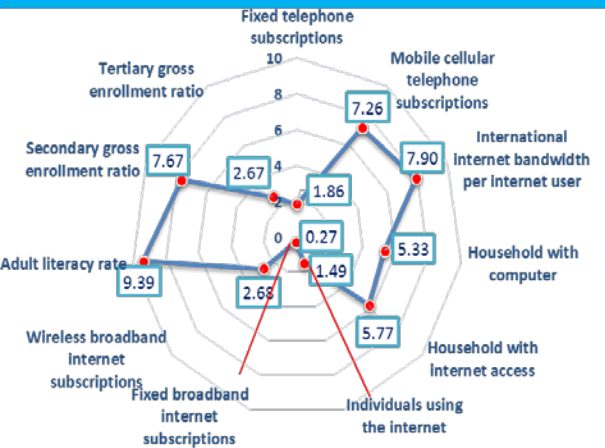 Fixed telephone
subscriptions
10
8
6
4
2
0
Mobile cellular
telephone
subscriptions
International
internet bandwidth
per internet user
Household with
computer
Household with
internet access
Individuals using
the internet
Fixed broadband
internet
subscriptions
Wireless broadband
internet
subscriptions
Adult literacy rate
Secondary gross
enrollment ratio
Tertiary gross
enrollment ratio
1.86
7.26
7.90
5.33
5.77
1.49
0.27
2.68
9.39
7.67
2.67